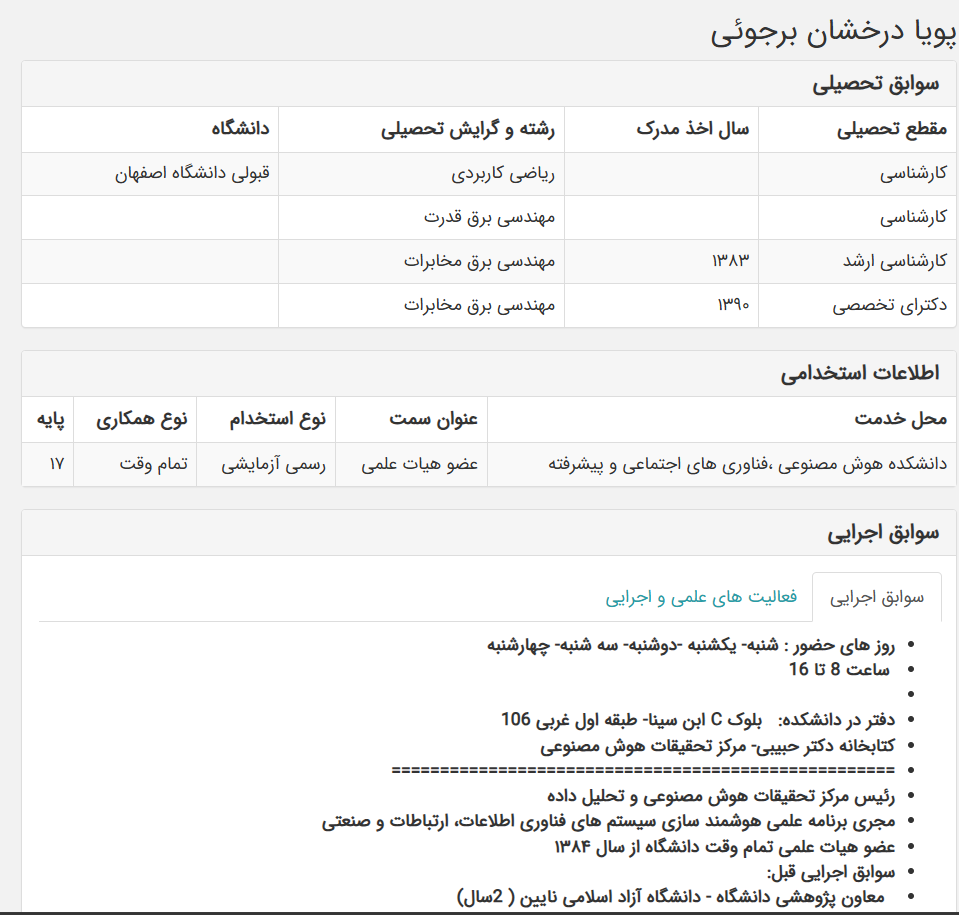 پویا درخشان برجوئی
سوابق تحصیلی
مقطع تحصیلی سال اخذ مدرک رشته و گرایش تحصیلی دانشگاه
کارشناسی ریاضی کاربردی قبولی دانشگاه اصفهان
کارشناسی مهندسی برق قدرت
کارشناسی ارشد ۱۳۸۳ مهندسی برق مخابرات
دکترای تخصصی ۱۳۹۰ مهندسی برق مخابرات
اطلاعات استخدامی
محل خدمت عنوان سمت نوع استخدام نوع همکاری پایه
دانشکده هوش مصنوعی ،فناوری های اجتماعی و پیشرفته عضو هیات علمی رسمی آزمایشی تمام وقت ۱۷
سوابق اجرایی
سوابق اجرایی فعالیت های علمی و اجرایی
روز های حضور : شنبه- یکشنبه -دوشنبه- سه شنبه- چهارشنبه
ساعت 8 تا 16
دفتر در دانشکده: بلوک C ابن سینا- طبقه اول غربی 106
کتابخانه دکتر حبیبی- مرکز تحقیقات هوش مصنوعی
====================================================
رئیس مرکز تحقیقات هوش مصنوعی و تحلیل داده
مجری برنامه علمی هوشمند سازی سیستم های فناوری اطلاعات، ارتباطات و صنعتی
عضو هیات علمی تمام وقت دانشگاه از سال ۱۳۸۴
سوابق اجرایی قبل:
معاون پژوهشی دانشگاه - دانشگاه آزاد اسلامی نایین ( 2سال)